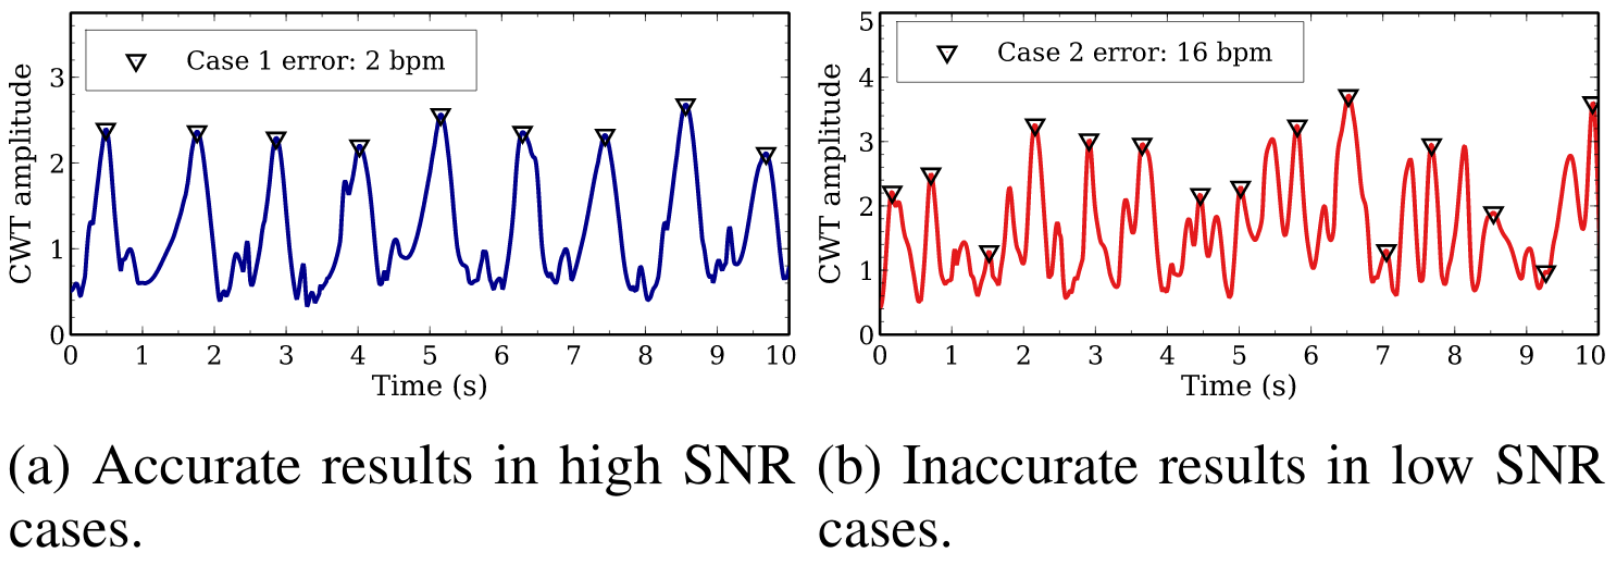 Case 1 error: 2 bpm
CWT amplitude
3
2
1
0
0 1 2 3 4 5 6 7 8 9 10
Time (s)
(a) Accurate results in high SNR
cases.
Case 2 error: 16 bpm
CWT amplitude
5
4
3
2
1
0
0 1 2 3 4 5 6 7 8 9 10
Time (s)
(b) Inaccurate results in low SNR
cases.